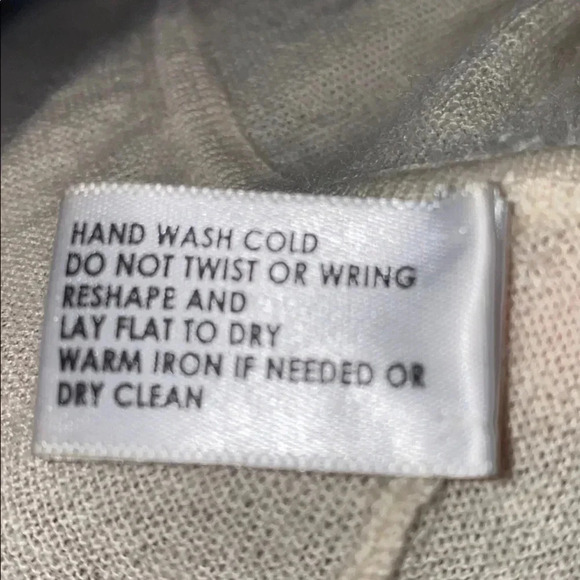 HAND WASH COLD
DO NOT TWIST OR WRING
RESHAPE AND
LAY FLAT TO DRY
WARM IRON IF NEEDED OR
DRY CLEAN